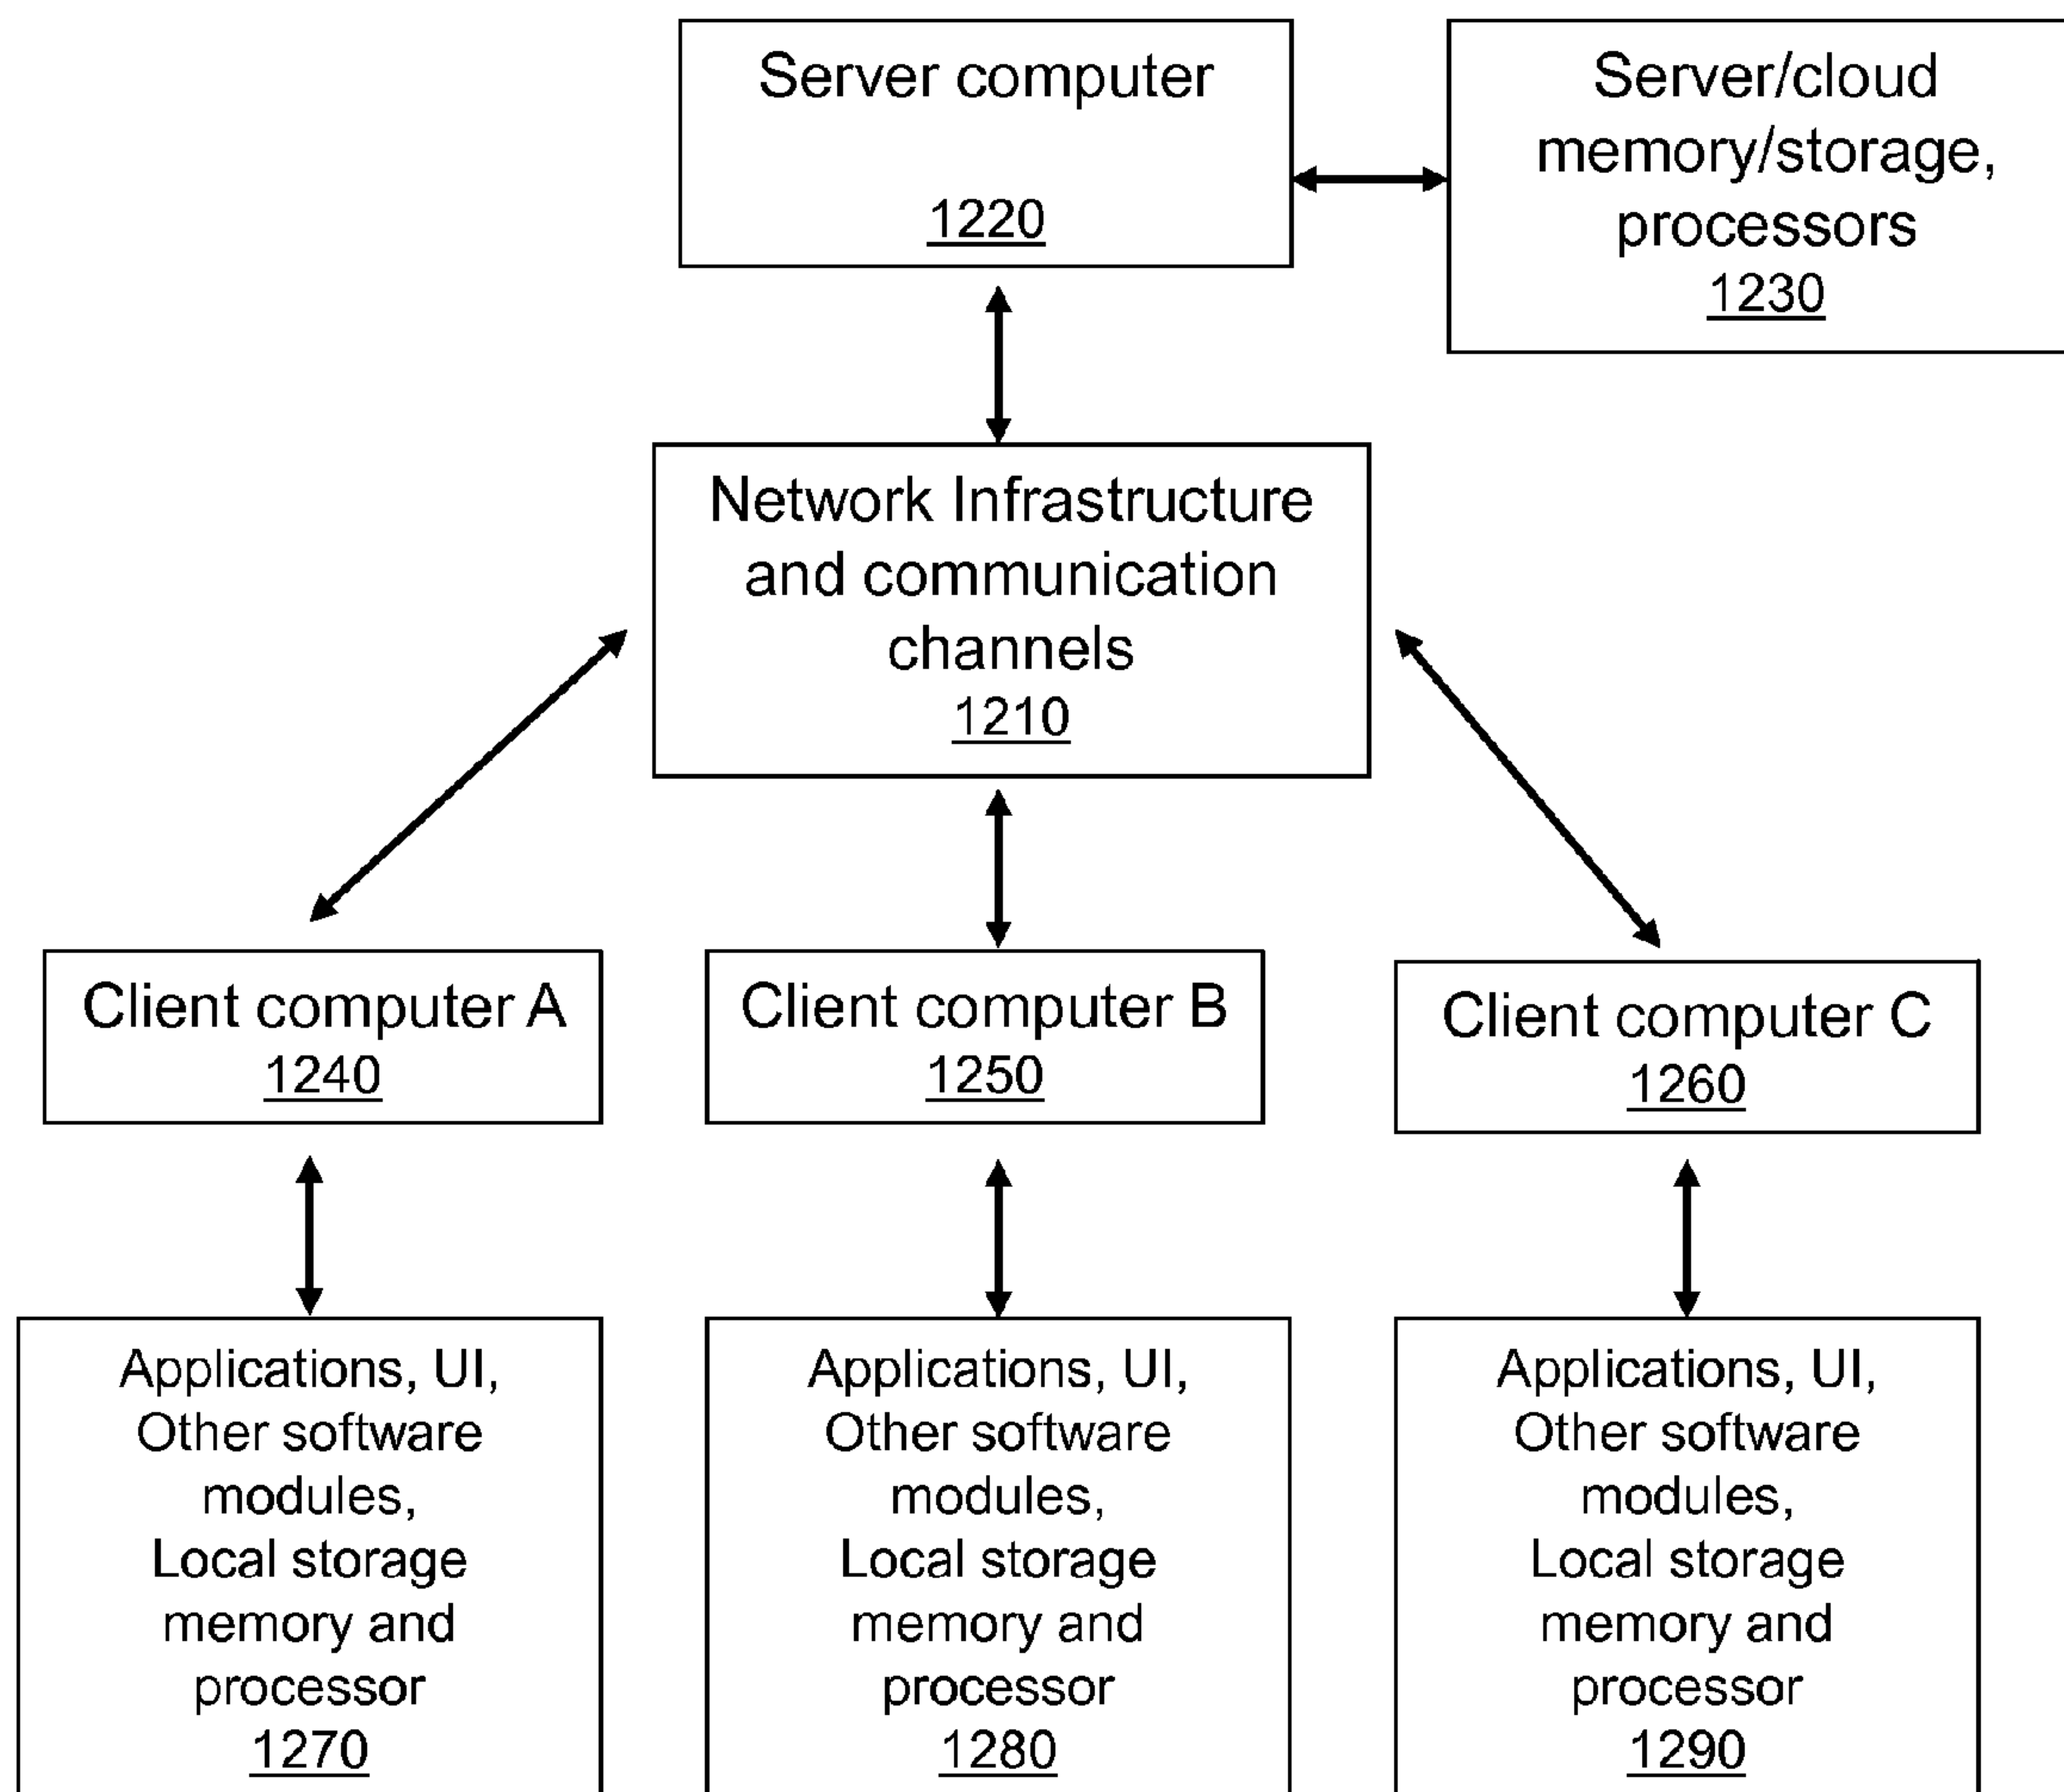 Server computer
1220
Server/cloud
memory/storage,
processors
1230
Network Infrastructure
and communication
channels
1210
Client computer A
1240
Client computer B
1250
Client computer C
1260
Applications, UI,
Other software
modules,
Local storage
memory and
processor
1270
Applications, UI,
Other software
modules,
Local storage
memory and
processor
1280
Applications, UI,
Other software
modules,
Local storage
memory and
processor
1290